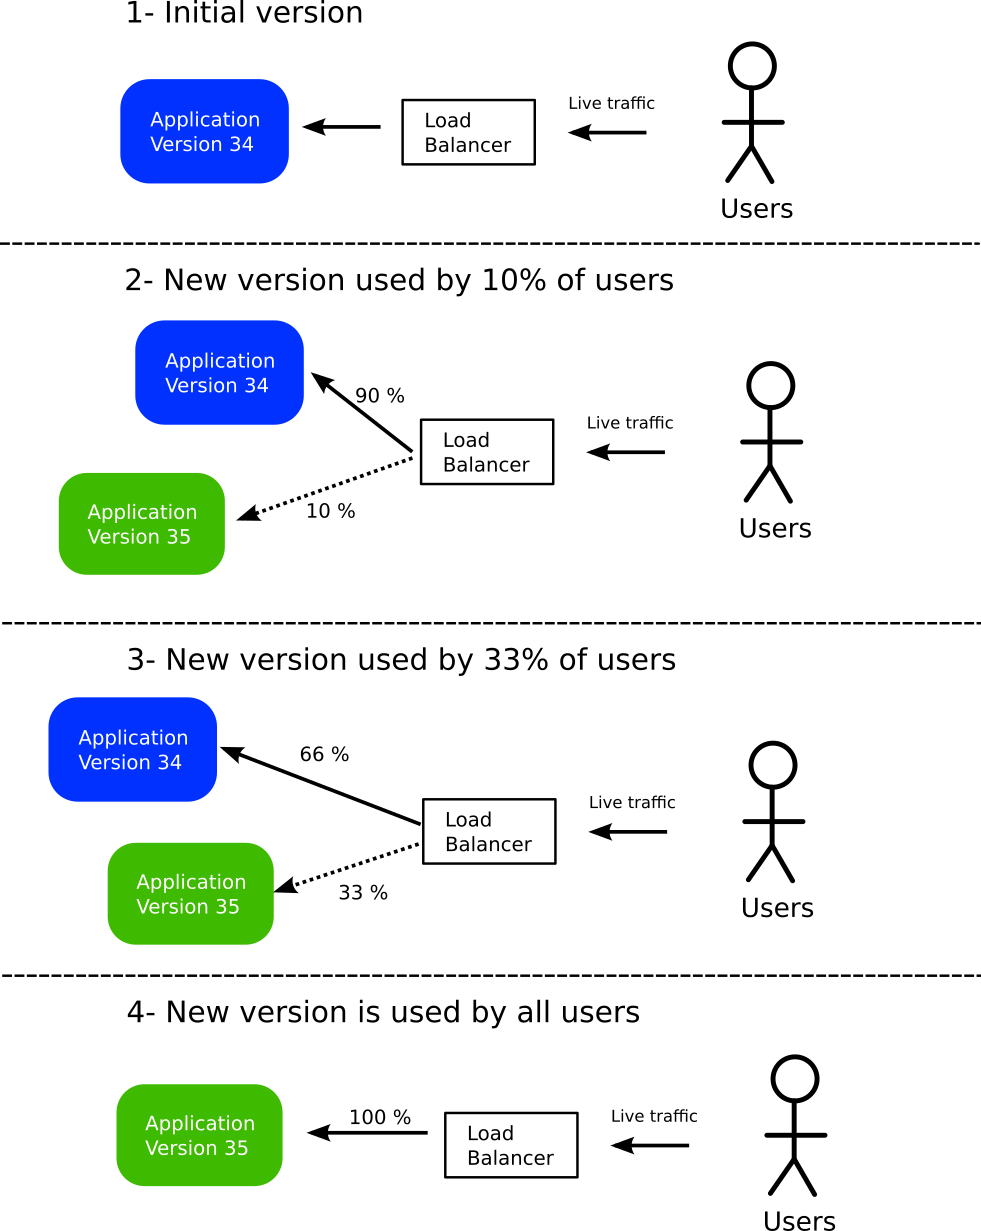 1- Initial version
Application
Version 34
Load
Balancer
Live traffic
Users
2- New version used by 10% of users
Application
Version 34
90 %
Load
Balancer
Live traffic
Application
Version 35
10 %
Users
3- New version used by 33% of users
Application
Version 34
66 %
Load
Balancer
Live traffic
Application
Version 35
33 %
Users
4- New version is used by all users
Application
Version 35
100 %
Load
Balancer
Live traffic
Users